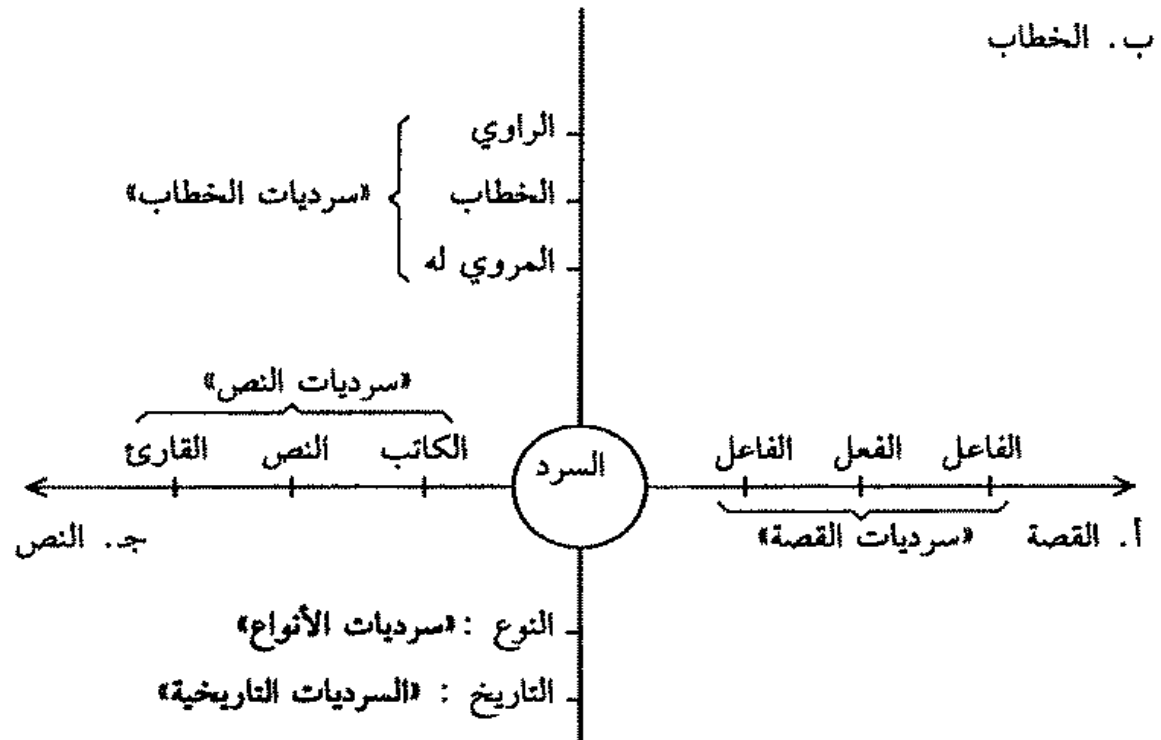 ب. الخطاب
الراوي
الخطاب «سرديات الخطاب»
المروي له
«سرديات النص»
الفاعل الفعل الفاعل السرد الكاتب النص القارئ
أ. القصة «سرديات القصة» جـ. النص
النوع : «سرديات الأنواع»
التاريخ : «السرديات التاريخية»